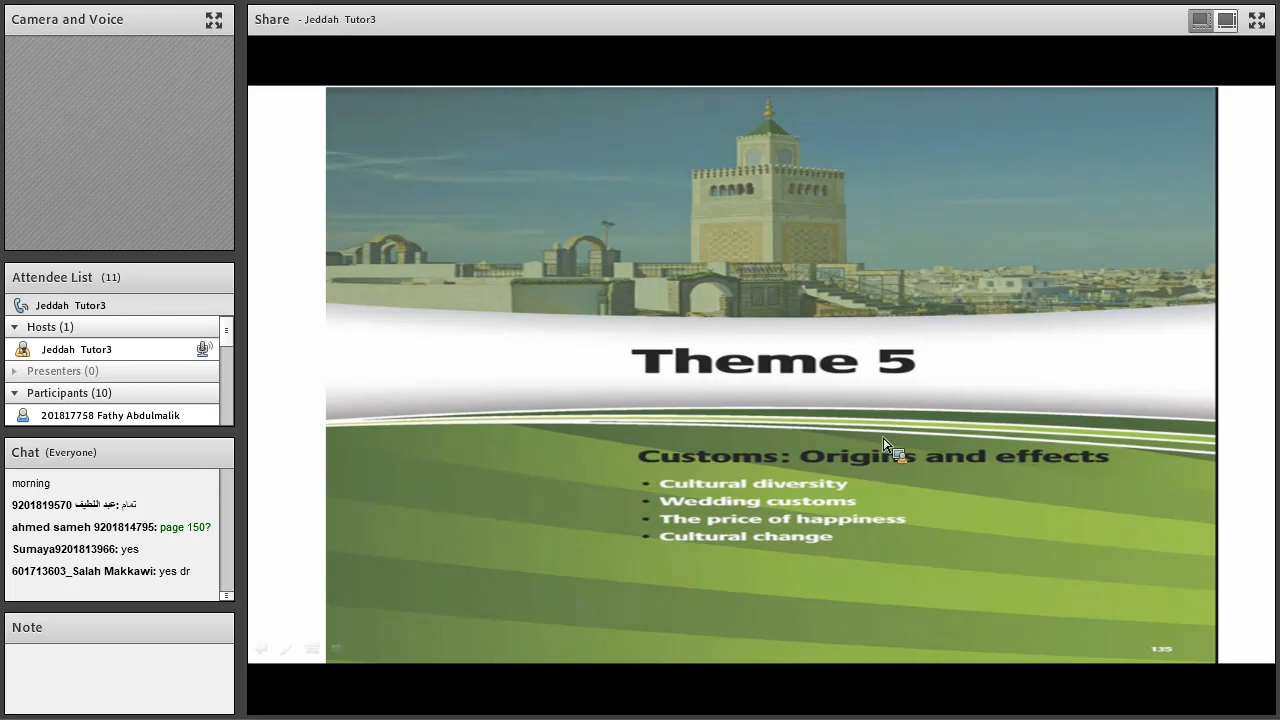 Camera and Voice
Attendee List (11)
Jeddah Tutor3
Hosts (1)
Jeddah Tutor3
Presenters (0)
Participants (10)
201817758 Fathy Abdulmalik
Chat (Everyone)
morning
9201819570 عبد اللطيف: تمام
ahmed sameh 9201814795: page 150?
Sumaya9201813966: yes
601713603_Salah Makkawi: yes dr
Note
Share - Jeddah Tutor3
Theme 5
Customs: Origins and effects
• Cultural diversity
• Wedding customs
• The price of happiness
• Cultural change
135